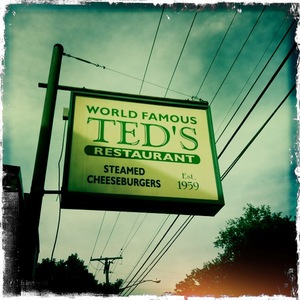 WORLD FAMOUS
TED'S
RESTAURANT
STEAMED
CHEESEBURGERS
Est.
1959